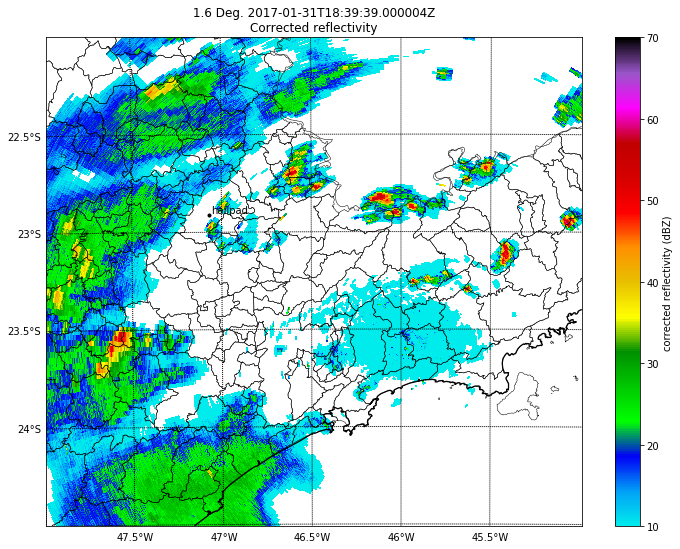 1.6 Deg. 2017-01-31T18:39:39.000004Z
Corrected reflectivity
22.5°S
23°S
23.5°S
24°S
47.5°W
47°W
46.5°W
46°W
45.5°W
hailpad
70
60
50
40
30
20
10
corrected reflectivity (dBZ)